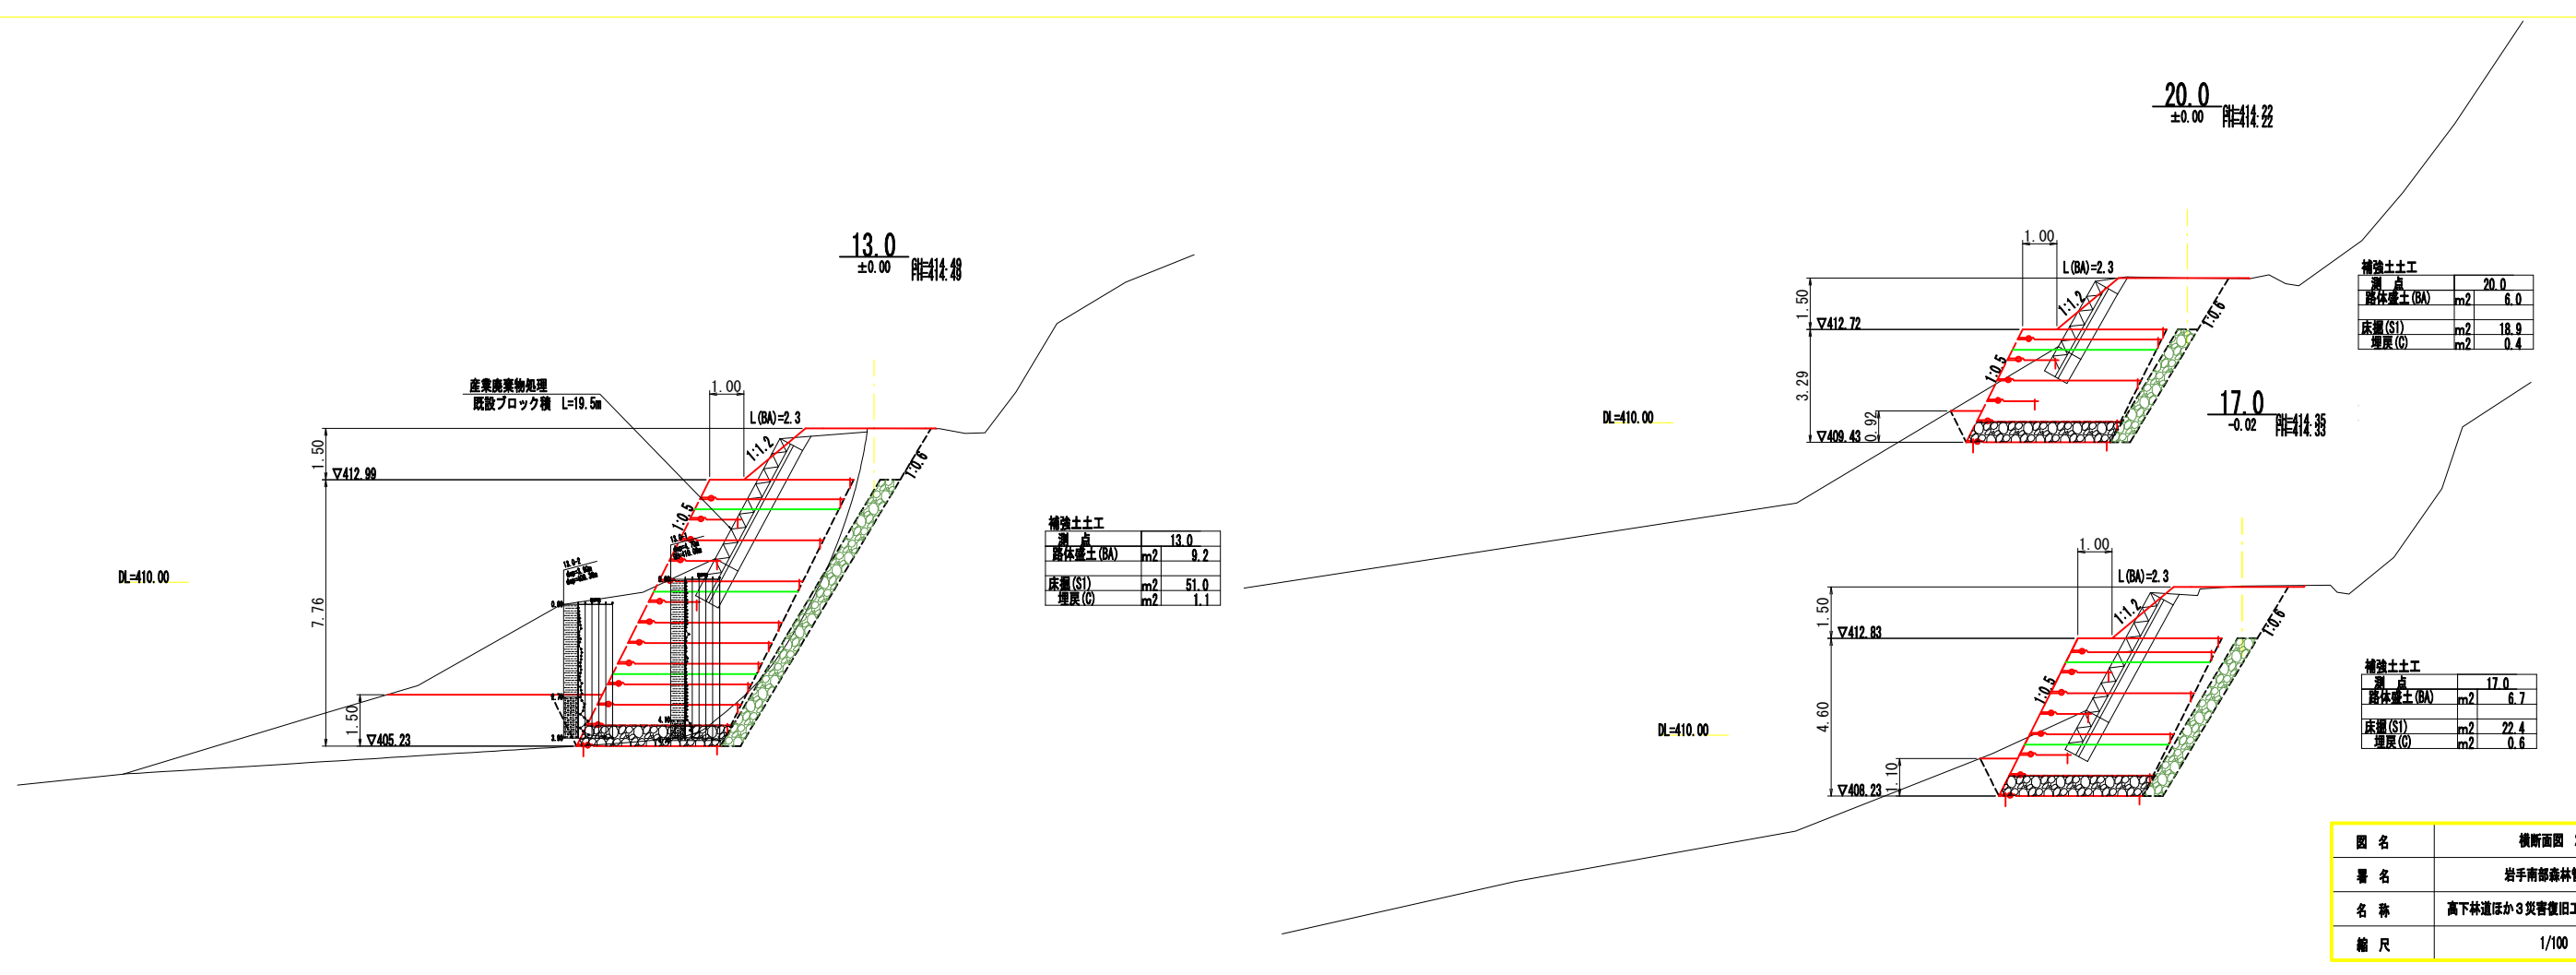 13.0
±0.00
GH=414.49
FH=414.49
産業廃棄物処理
既設ブロック積 L=19.5m
1.00
L(BA)=2.3
1:1.2
1:0.6
1:0.5
1.50
▽412.99
7.76
1.50
▽405.23
DL=410.00
補強土土工
測 点 13.0
路体盛土(BA) m2 9.2
床掘(S1) m2 51.0
埋戻(C) m2 1.1
20.0
±0.00
GH=414.22
FH=414.22
1.00
L(BA)=2.3
1:1.2
1:0.6
1:0.5
1.50
▽412.72
3.29
0.92
▽409.43
DL=410.00
補強土土工
測 点 20.0
路体盛土(BA) m2 6.0
床掘(S1) m2 18.9
埋戻(C) m2 0.4
17.0
-0.02
GH=414.35
FH=414.33
1.00
L(BA)=2.3
1:1.2
1:0.6
1:0.5
1.50
▽412.83
4.60
1.10
▽408.23
DL=410.00
補強土土工
測 点 17.0
路体盛土(BA) m2 6.7
床掘(S1) m2 22.4
埋戻(C) m2 0.6
図 名 横断面図
署 名 岩手南部森林
名 称 高下林道ほか３災害復旧
縮 尺 1/100